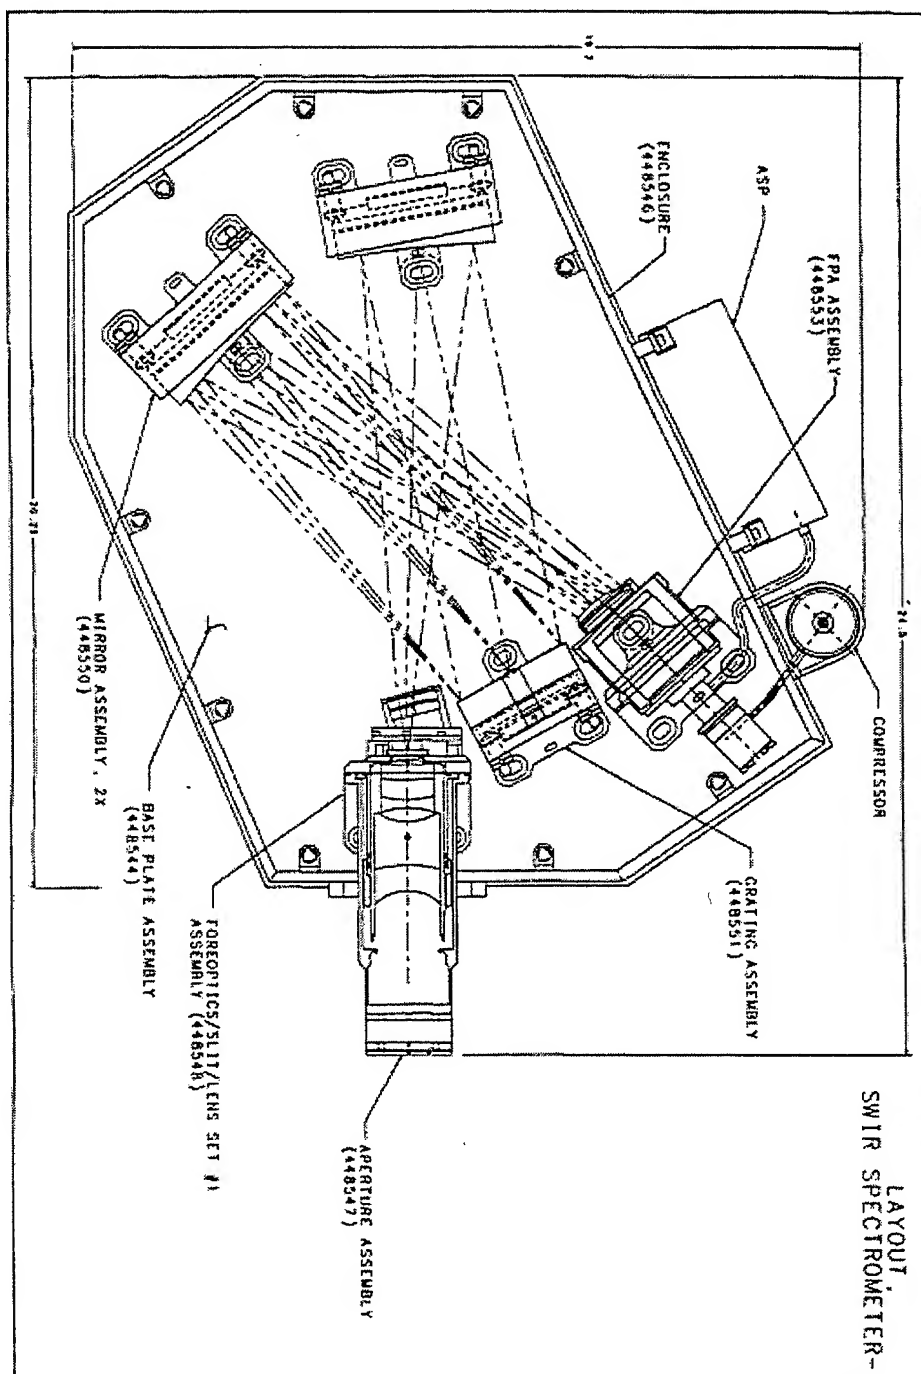 LAYOUT,
SWIR SPECTROMETER-
ASP
ENCLOSURE
(448546)
FPA ASSEMBLY
(448553)
COMPRESSOR
GRATING ASSEMBLY
(448551)
MIRROR ASSEMBLY, 2X
(448550)
BASE PLATE ASSEMBLY
(448544)
FOREOPTICS/SLIT/LENS SET #1
ASSEMBLY (448548)
APERTURE ASSEMBLY
(448547)